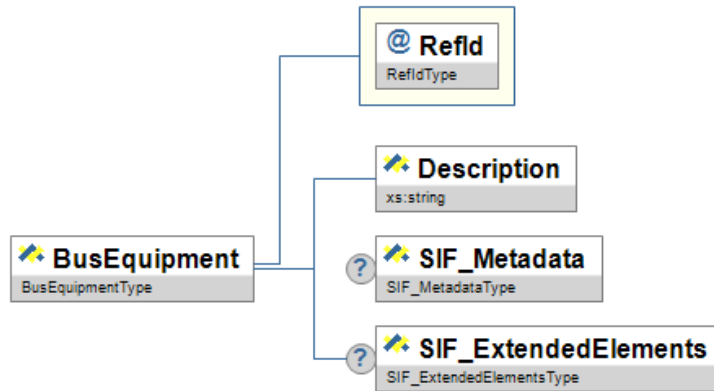 @ RefId
RefIdType
Description
xs:string
BusEquipment
BusEquipmentType
? SIF_Metadata
SIF_MetadataType
? SIF_ExtendedElements
SIF_ExtendedElementsType